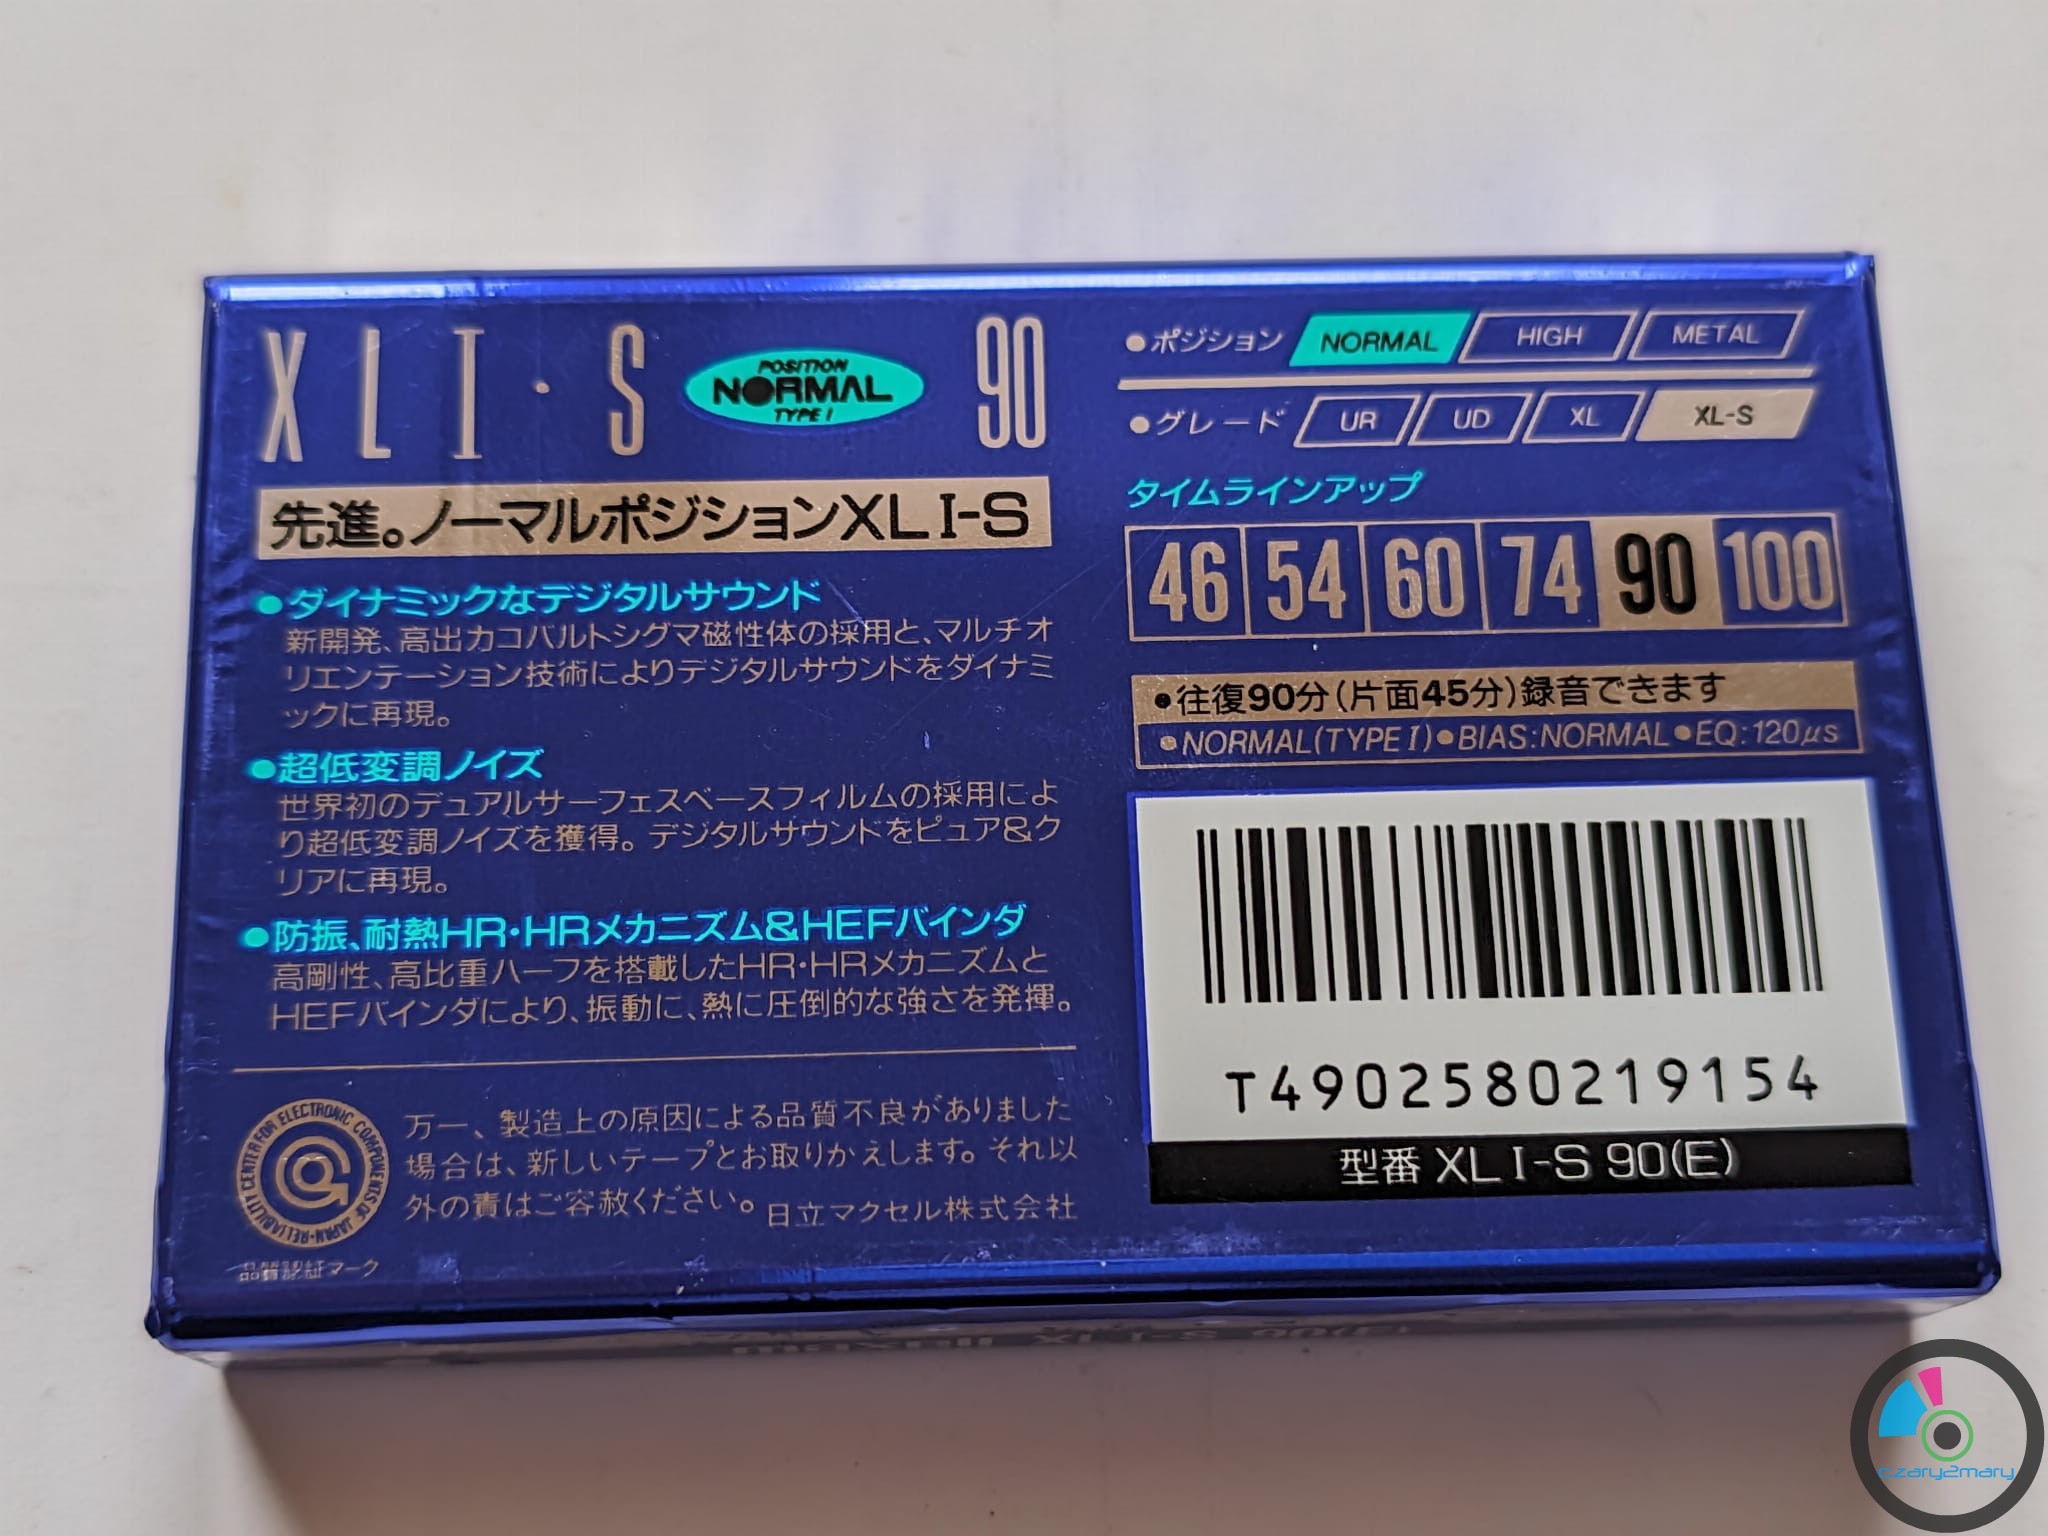 XLI·S
POSITION
NORMAL
TYPE I
90
先進。ノーマルポジションXLI-S
●ダイナミックなデジタルサウンド
新開発、高出力コバルトシグマ磁性体の採用と、マルチオ
リエンテーション技術によりデジタルサウンドをダイナミ
ックに再現。
●超低変調ノイズ
世界初のデュアルサーフェスベースフィルムの採用によ
り超低変調ノイズを獲得。デジタルサウンドをピュア&ク
リアに再現。
●防振、耐熱HR・HRメカニズム&HEFバインダ
高剛性、高比重ハーフを搭載したHR・HRメカニズムと
HEFバインダにより、振動に、熱に圧倒的な強さを発揮。
RELIABILITY CENTER FOR ELECTRONIC COMPONENTS OF JAPAN
品質認証マーク
万一、製造上の原因による品質不良がありました
場合は、新しいテープとお取りかえします。それ以
外の責はご容赦ください。 日立マクセル株式会社
●ポジション NORMAL HIGH METAL
●グレード UR UD XL XL-S
タイムラインアップ
46 54 60 74 90 100
●往復90分(片面45分)録音できます
●NORMAL(TYPE I)●BIAS:NORMAL●EQ:120μs
T4902580219154
型番 XLI-S 90(E)
maxell XLI-S 90(E)
czary2mary